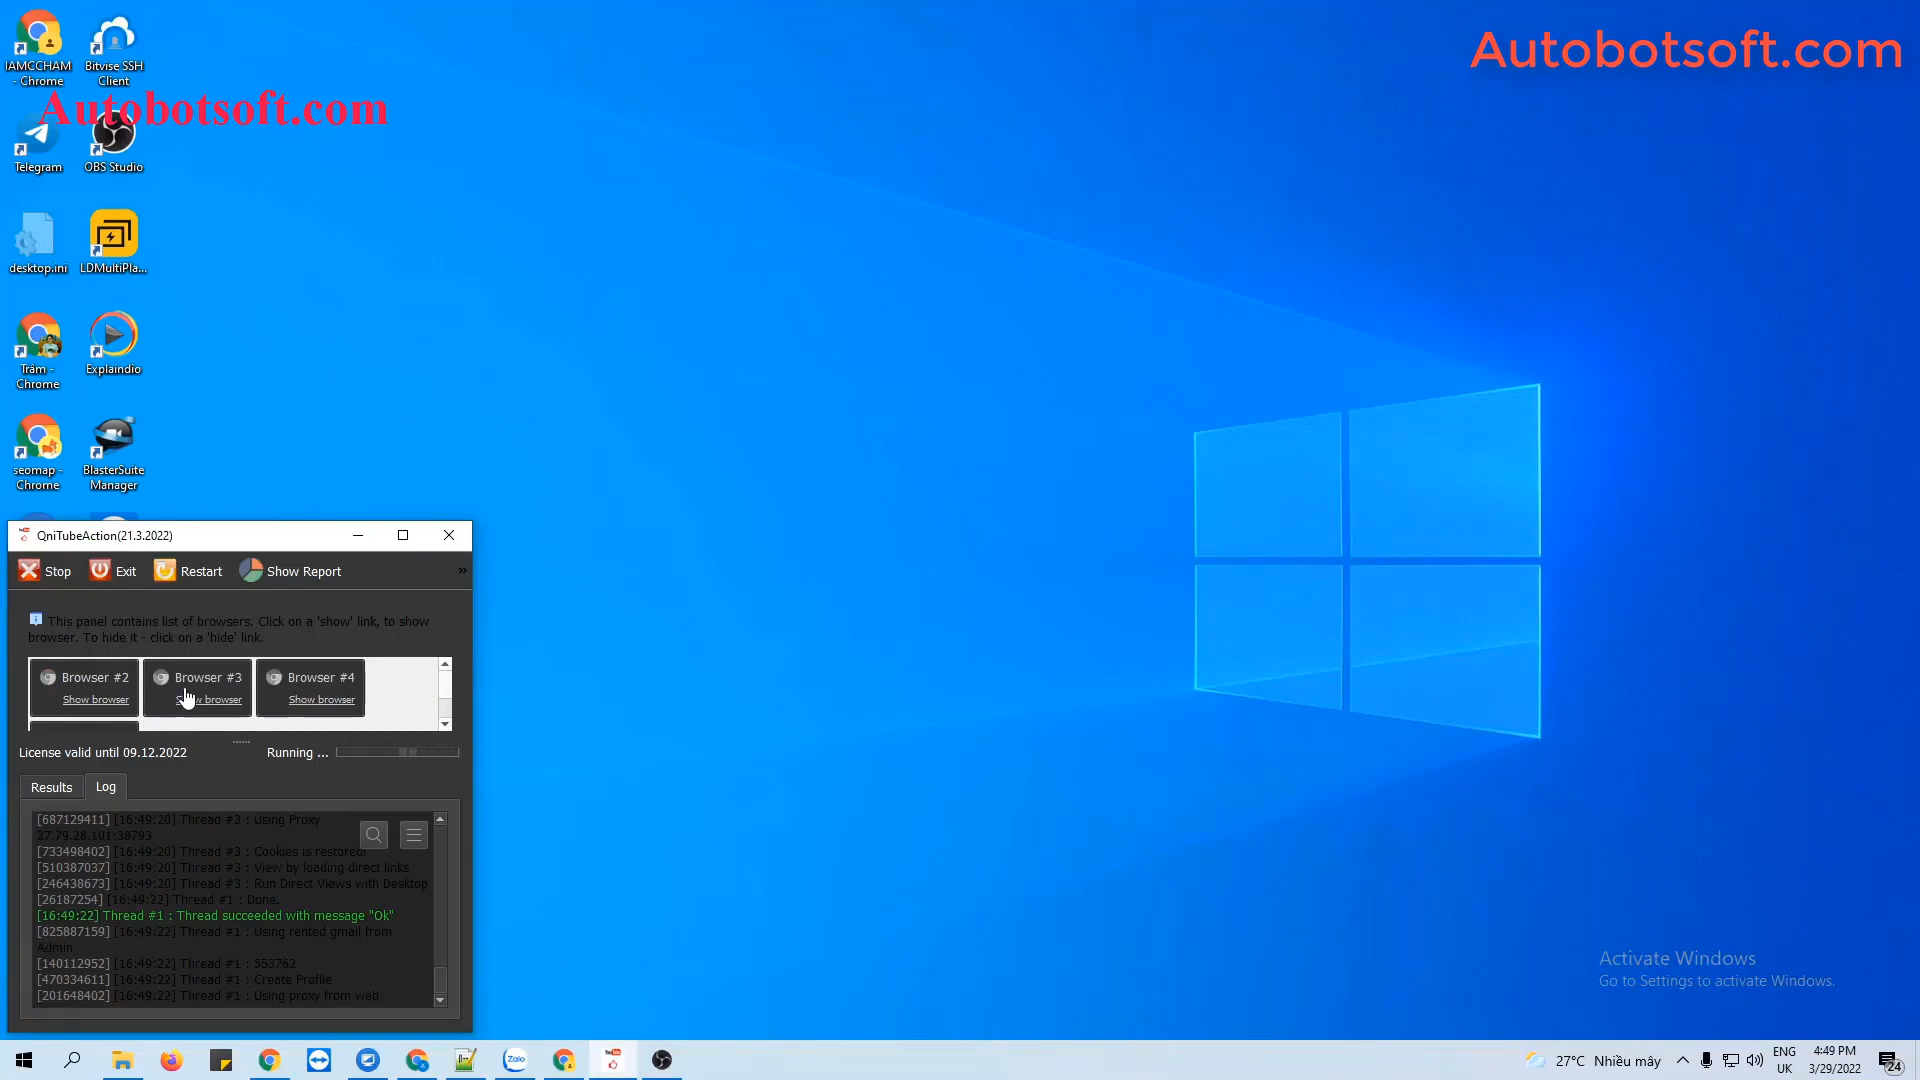 Autobotsoft.com
IAMCCHAM
- Chrome
Bitvise SSH
Client
Autobotsoft.com
Telegram
OBS Studio
desktop.ini
LDMultiPla...
Trâm -
Chrome
Explaindio
seomap -
Chrome
BlasterSuite
Manager
QniTubeAction(21.3.2022)
Stop
Exit
Restart
Show Report
»
This panel contains list of browsers. Click on a 'show' link, to show
browser. To hide it - click on a 'hide' link.
Browser #2
Show browser
Browser #3
browser
Browser #4
Show browser
License valid until 09.12.2022
Running ...
Results
Log
[687129411] [16:49:20] Thread #3 : Using Proxy
27.79.28.101:38793
[733498402] [16:49:20] Thread #3 : Cookies is restored!
[510387037] [16:49:20] Thread #3 : View by loading direct links
[246438673] [16:49:20] Thread #3 : Run Direct Views with Desktop
[26187254] [16:49:22] Thread #1 : Done.
[16:49:22] Thread #1 : Thread succeeded with message "Ok"
[825887159] [16:49:22] Thread #1 : Using rented gmail from
Admin
[140112952] [16:49:22] Thread #1 : 553762
[470334611] [16:49:22] Thread #1 : Create Profile
[201648402] [16:49:22] Thread #1 : Using proxy from web
Activate Windows
Go to Settings to activate Windows.
Zalo
27°C Nhiều mây
ENG
UK
4:49 PM
3/29/2022
24